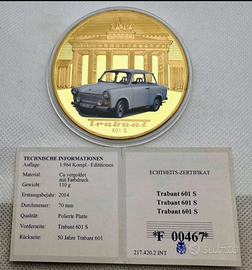 Trabant
601 S
TECHNISCHE INFORMATIONEN
Auflage: 1.964 Kompl.- Editionen
Material: Cu vergoldet
mit Farbdruck
Gewicht: 110 g
Erstausgabejahr: 2014
Durchmesser: 70 mm
Qualität: Polierte Platte
Vorderseite: Trabant 601 S
Rückseite: 50 Jahre Trabant 601
ECHTHEITS-ZERTIFIKAT
Trabant 601 S
Trabant 601 S
Trabant 601 S
*F 00467*
217.420.2 INT
subito